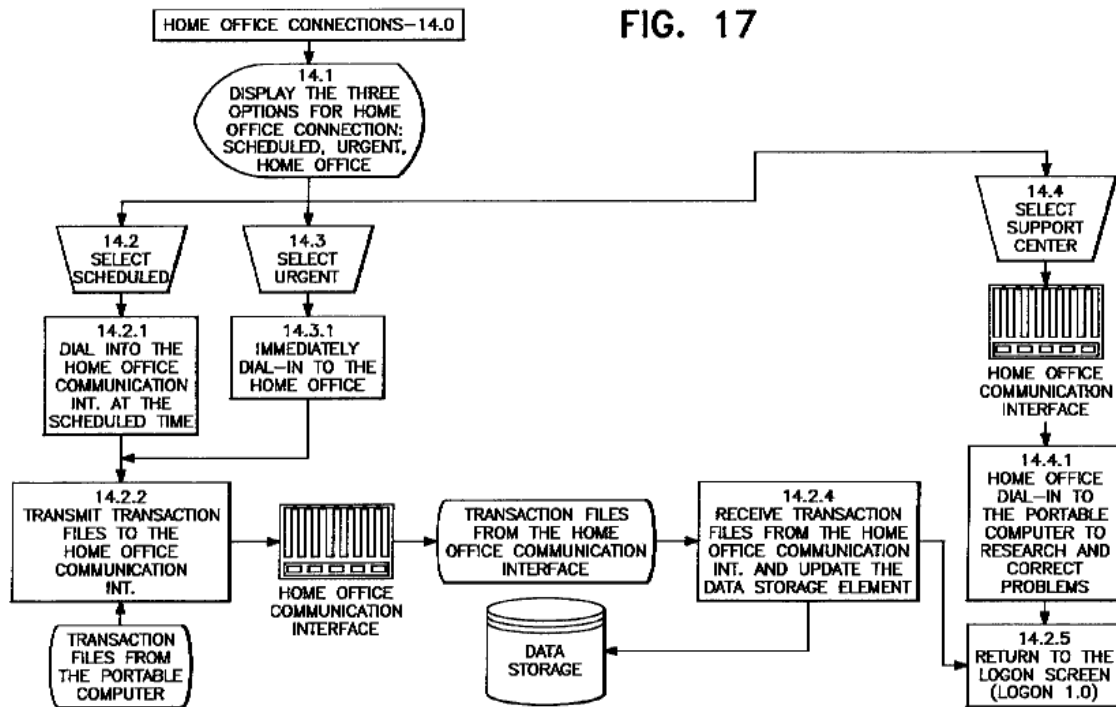 FIG. 17
HOME OFFICE CONNECTIONS-14.0
14.1
DISPLAY THE THREE
OPTIONS FOR HOME
OFFICE CONNECTION:
SCHEDULED, URGENT,
HOME OFFICE
14.2
SELECT
SCHEDULED
14.3
SELECT
URGENT
14.4
SELECT
SUPPORT
CENTER
14.2.1
DIAL INTO THE
HOME OFFICE
COMMUNICATION
INT. AT THE
SCHEDULED TIME
14.3.1
IMMEDIATELY
DIAL-IN TO THE
HOME OFFICE
HOME OFFICE
COMMUNICATION
INTERFACE
14.2.2
TRANSMIT TRANSACTION
FILES TO THE
HOME OFFICE
COMMUNICATION
INT.
HOME OFFICE
COMMUNICATION
INTERFACE
TRANSACTION FILES
FROM THE HOME
OFFICE COMMUNICATION
INTERFACE
14.2.4
RECEIVE TRANSACTION
FILES FROM THE HOME
OFFICE COMMUNICATION
INT. AND UPDATE THE
DATA STORAGE ELEMENT
14.4.1
HOME OFFICE
DIAL-IN TO
THE PORTABLE
COMPUTER TO
RESEARCH AND
CORRECT
PROBLEMS
TRANSACTION
FILES FROM
THE PORTABLE
COMPUTER
DATA
STORAGE
14.2.5
RETURN TO THE
LOGON SCREEN
(LOGON 1.0)